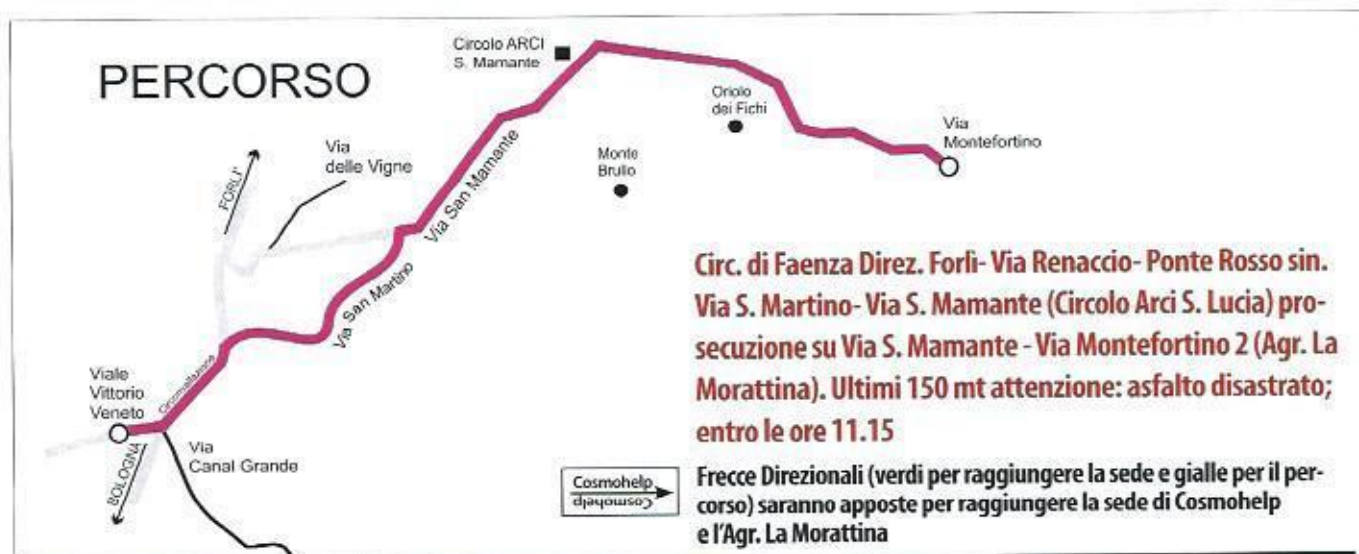 PERCORSO
Circolo ARCI
S. Mamante
Oriolo
dei Fichi
Via
Montefortino
Monte
Brullo
Via
delle Vigne
FORLI'
Via San Mamante
Via San Martino
Circonvallazione
Viale
Vittorio
Veneto
Via
Canal Grande
BOLOGNA
Circ. di Faenza Direz. Forlì- Via Renaccio- Ponte Rosso sin.
Via S. Martino- Via S. Mamante (Circolo Arci S. Lucia) pro-
secuzione su Via S. Mamante - Via Montefortino 2 (Agr. La
Morattina). Ultimi 150 mt attenzione: asfalto disastrato;
entro le ore 11.15
Cosmohelp
Cosmohelp
Frecce Direzionali (verdi per raggiungere la sede e gialle per il per-
corso) saranno apposte per raggiungere la sede di Cosmohelp
e l'Agr. La Morattina